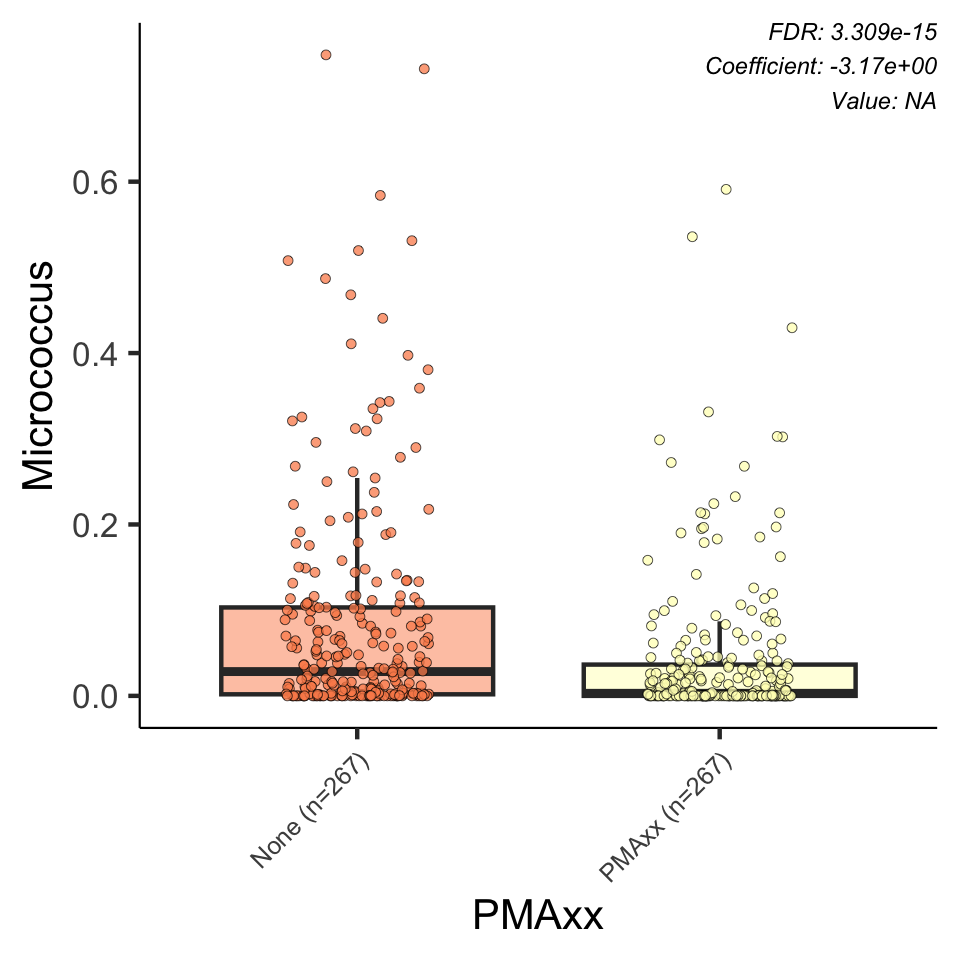 FDR: 3.309e-15
Coefficient: -3.17e+00
Value: NA
Micrococcus
0.6
0.4
0.2
0.0
None (n=267)
PMAxx (n=267)
PMAxx